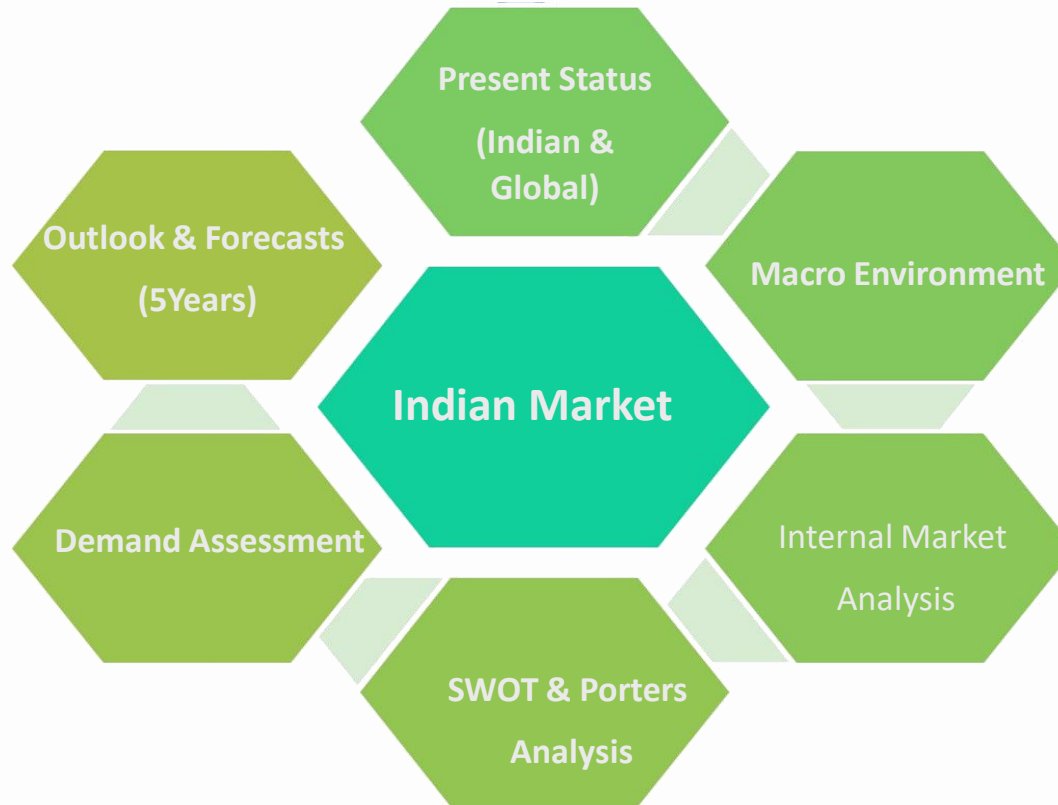 Present Status
(Indian &
Global)
Macro Environment
Internal Market
Analysis
SWOT & Porters
Analysis
Demand Assessment
Outlook & Forecasts
(5Years)
Indian Market